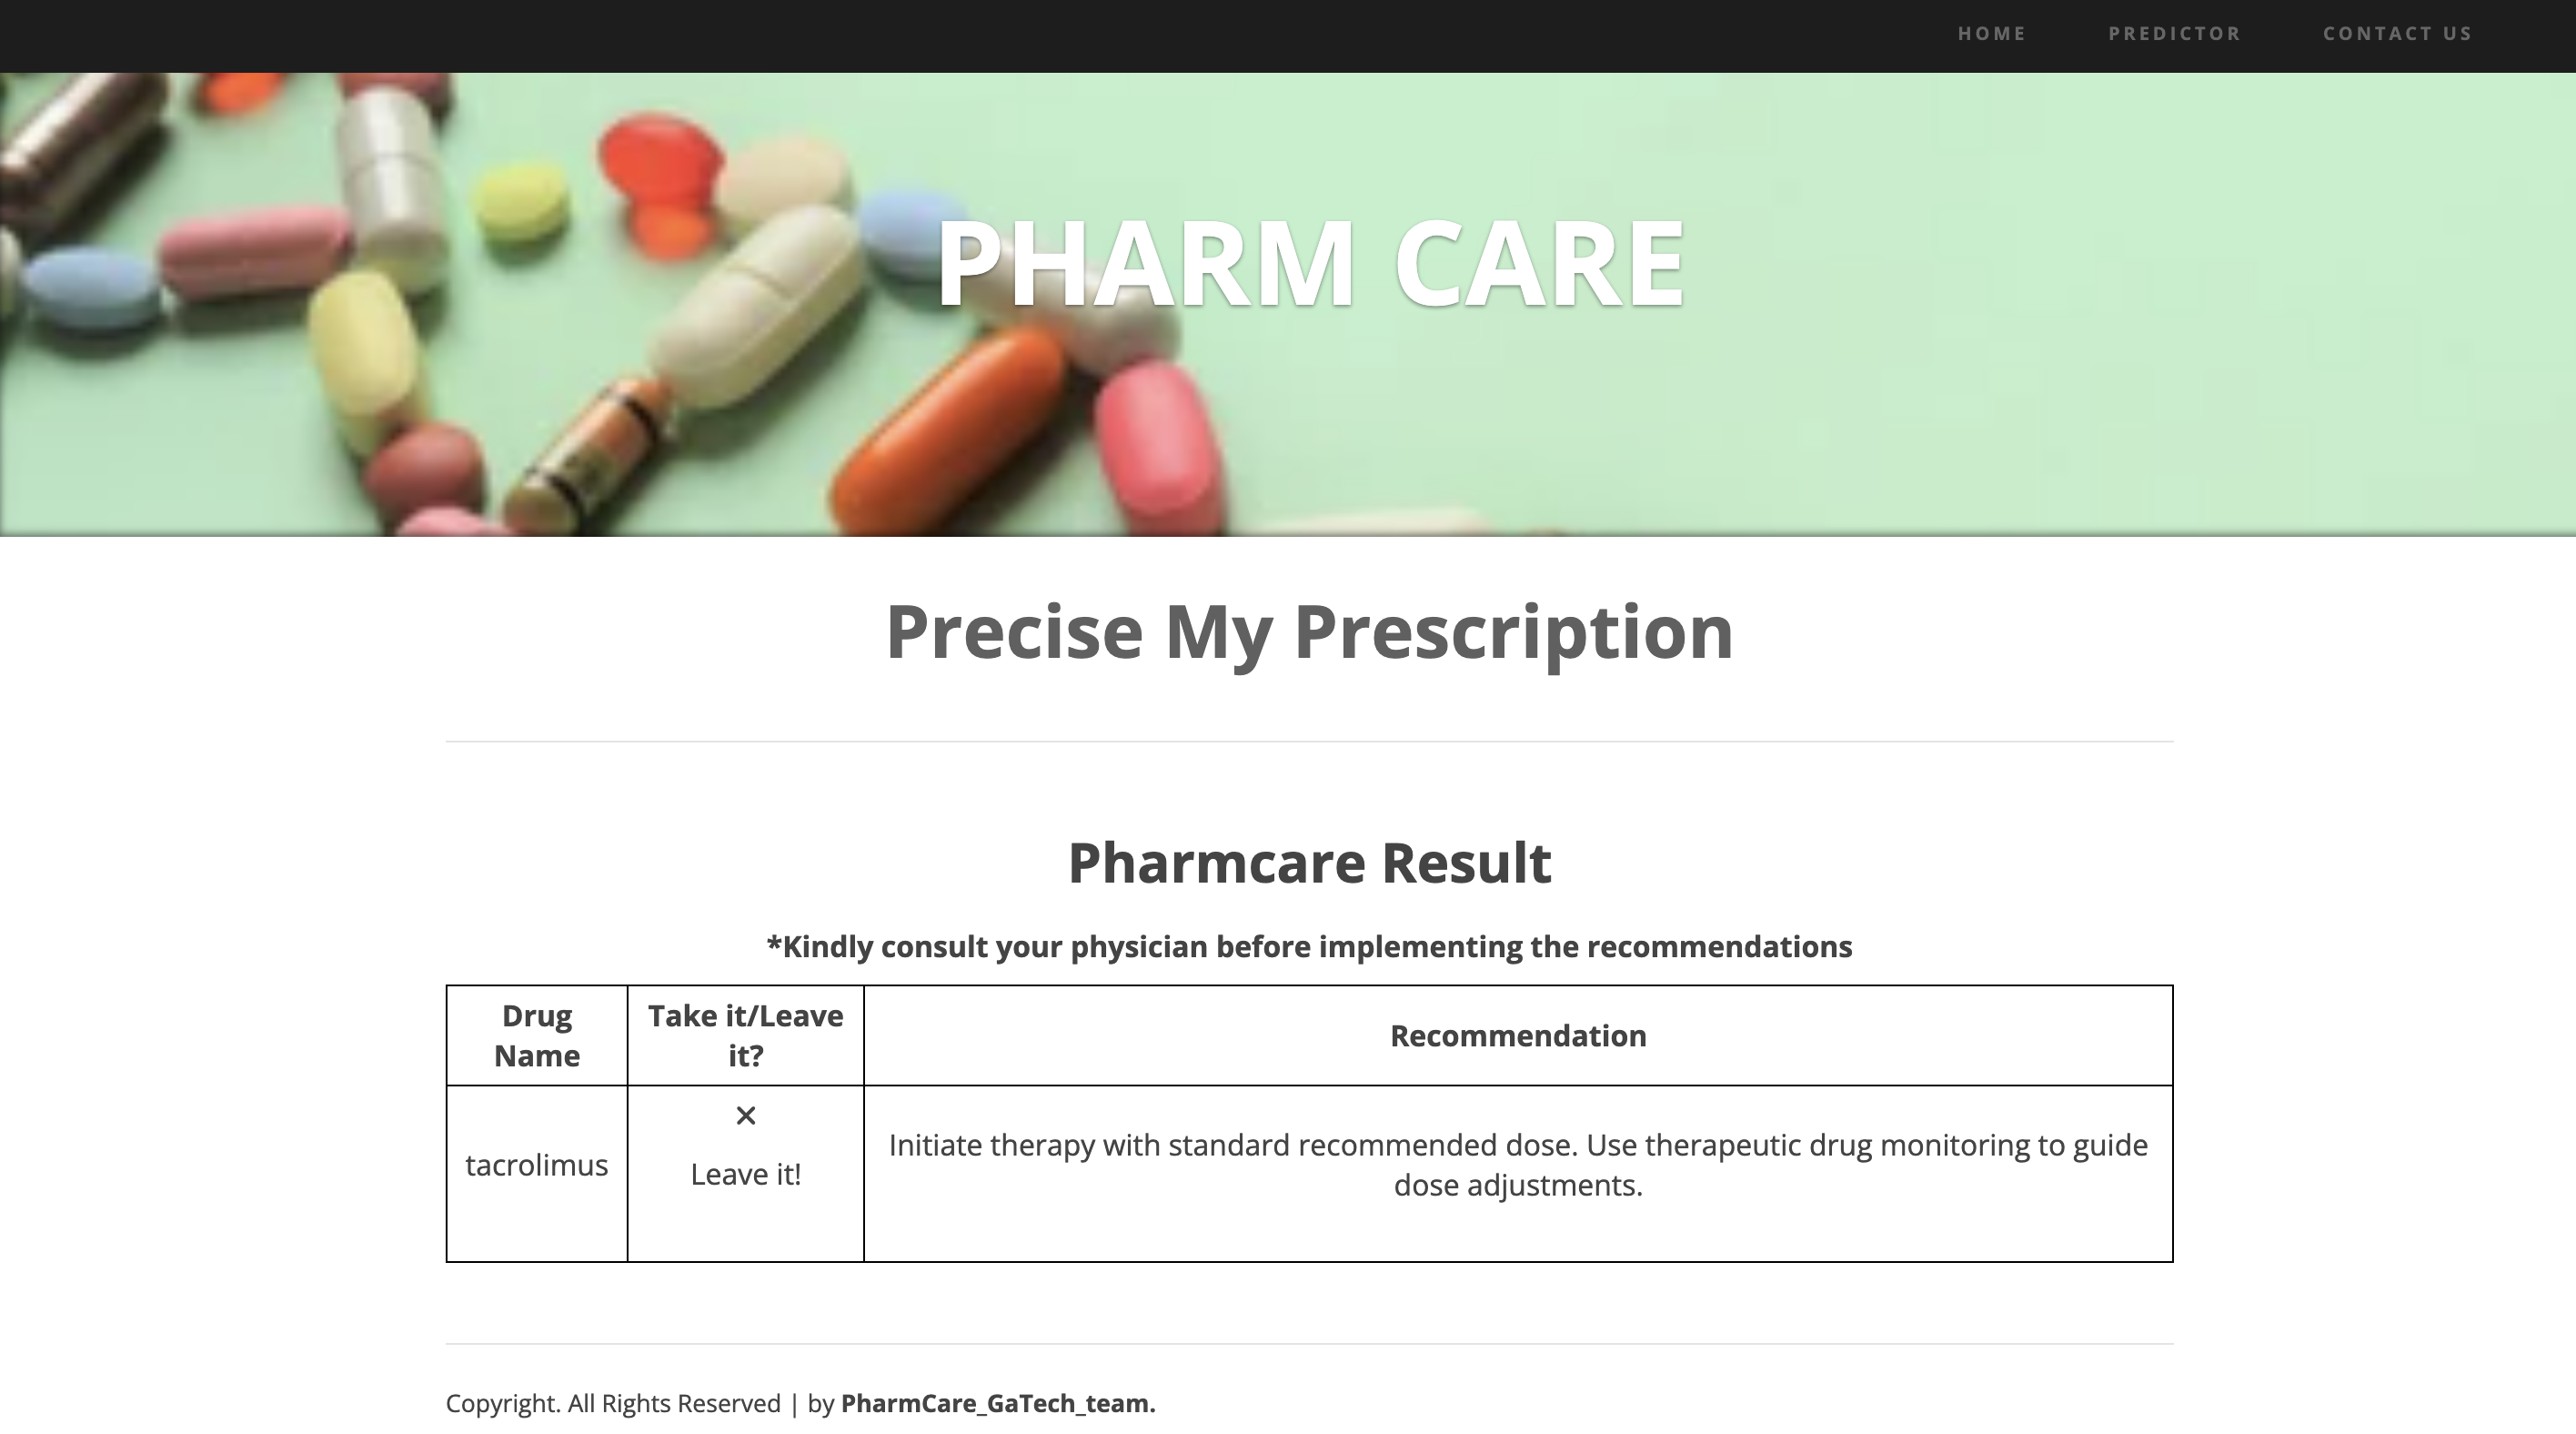 HOME PREDICTOR CONTACT US
PHARM CARE
Precise My Prescription
Pharmcare Result
*Kindly consult your physician before implementing the recommendations
Drug
Name
Take it/Leave
it?
Recommendation
tacrolimus
×
Leave it!
Initiate therapy with standard recommended dose. Use therapeutic drug monitoring to guide
dose adjustments.
Copyright. All Rights Reserved | by PharmCare_GaTech_team.